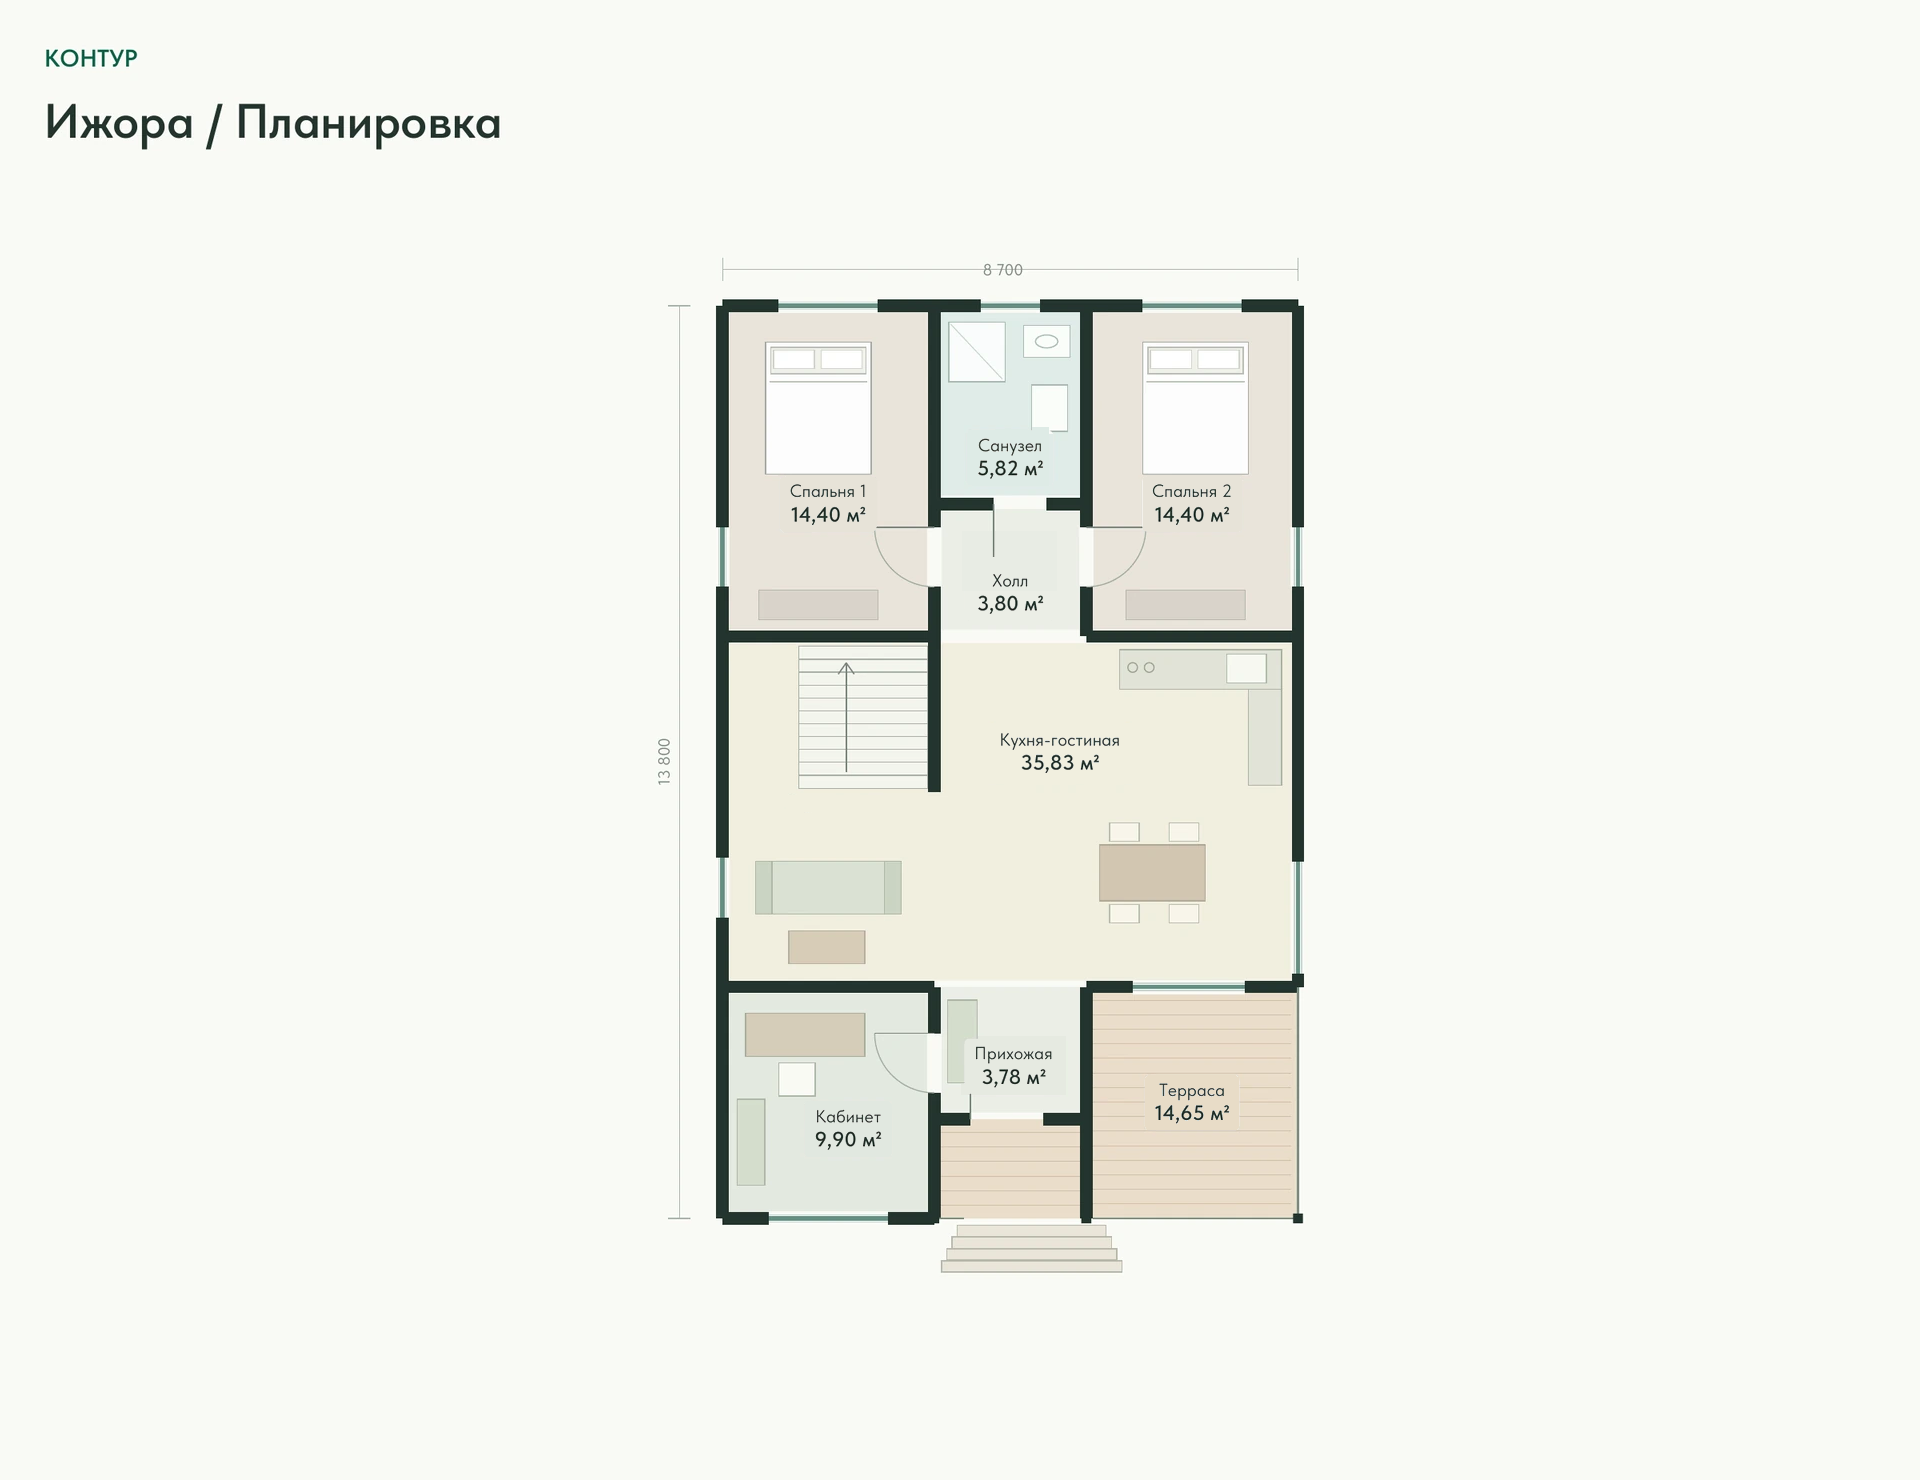 КОНТУР
Ижора / Планировка
8 700
13 800
Санузел
5,82 м²
Спальня 1
14,40 м²
Спальня 2
14,40 м²
Холл
3,80 м²
Кухня-гостиная
35,83 м²
Прихожая
3,78 м²
Терраса
14,65 м²
Кабинет
9,90 м²